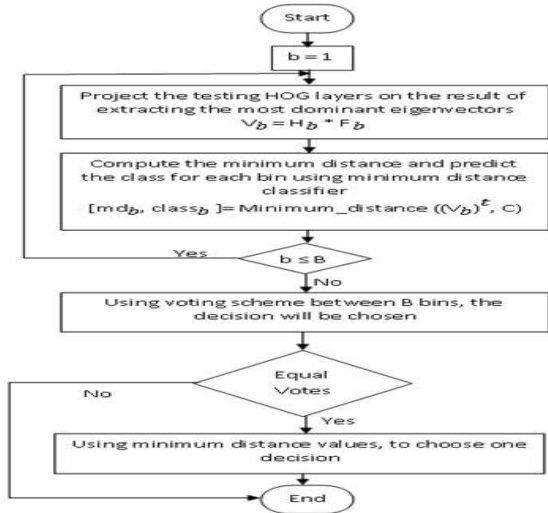 Start
b = 1
Project the testing HOG layers on the result of
extracting the most dominant eigenvectors
V_b = H_b * F_b
Compute the minimum distance and predict
the class for each bin using minimum distance
classifier
[md_b, class_b ]= Minimum_distance ((V_b)^t, C)
Yes
b ≤ B
No
Using voting scheme between B bins, the
decision will be chosen
Equal
Votes
No
Yes
Using minimum distance values, to choose one
decision
End